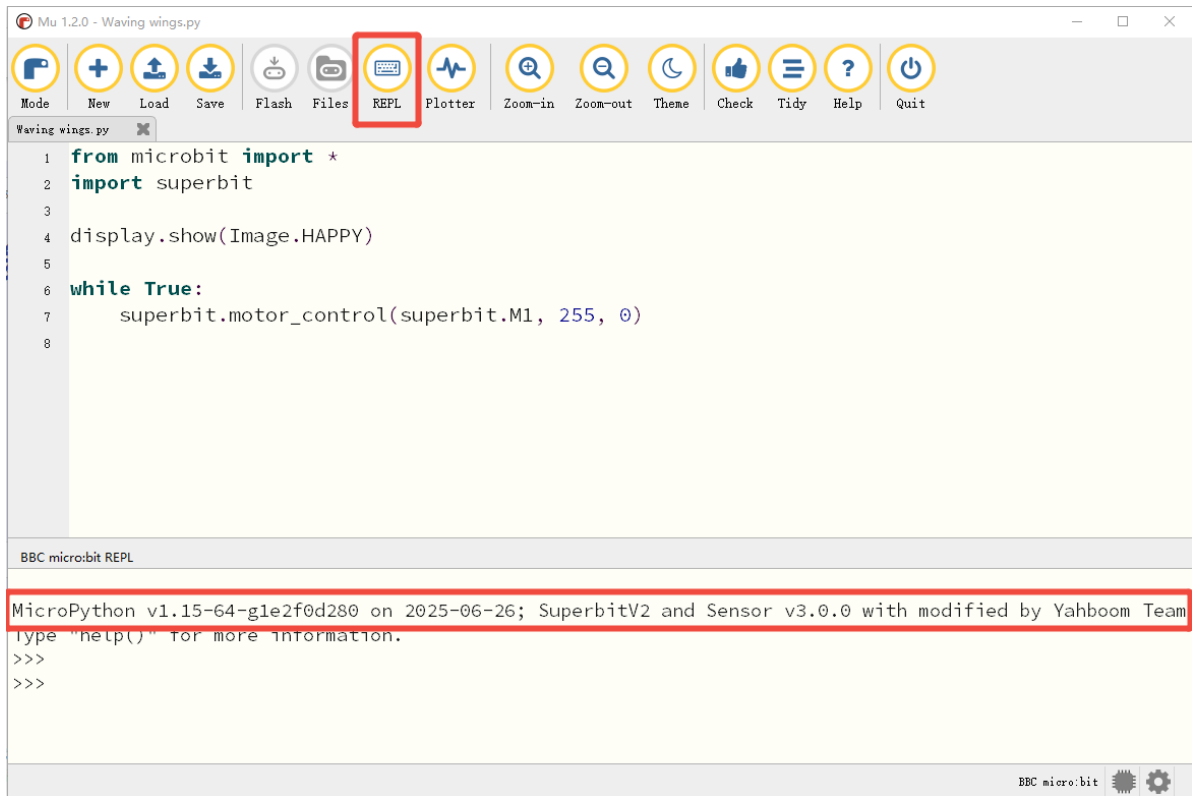 Mu 1.2.0 - Waving wings.py
Mode New Load Save Flash Files REPL Plotter Zoom-in Zoom-out Theme Check Tidy Help Quit
Waving wings.py
1 from microbit import *
2 import superbit
3
4 display.show(Image.HAPPY)
5
6 while True:
7 superbit.motor_control(superbit.M1, 255, 0)
8
BBC micro:bit REPL
MicroPython v1.15-64-g1e2f0d280 on 2025-06-26; SuperbitV2 and Sensor v3.0.0 with modified by Yahboom Team
Type "help()" for more information.
>>>
>>>
BBC micro:bit